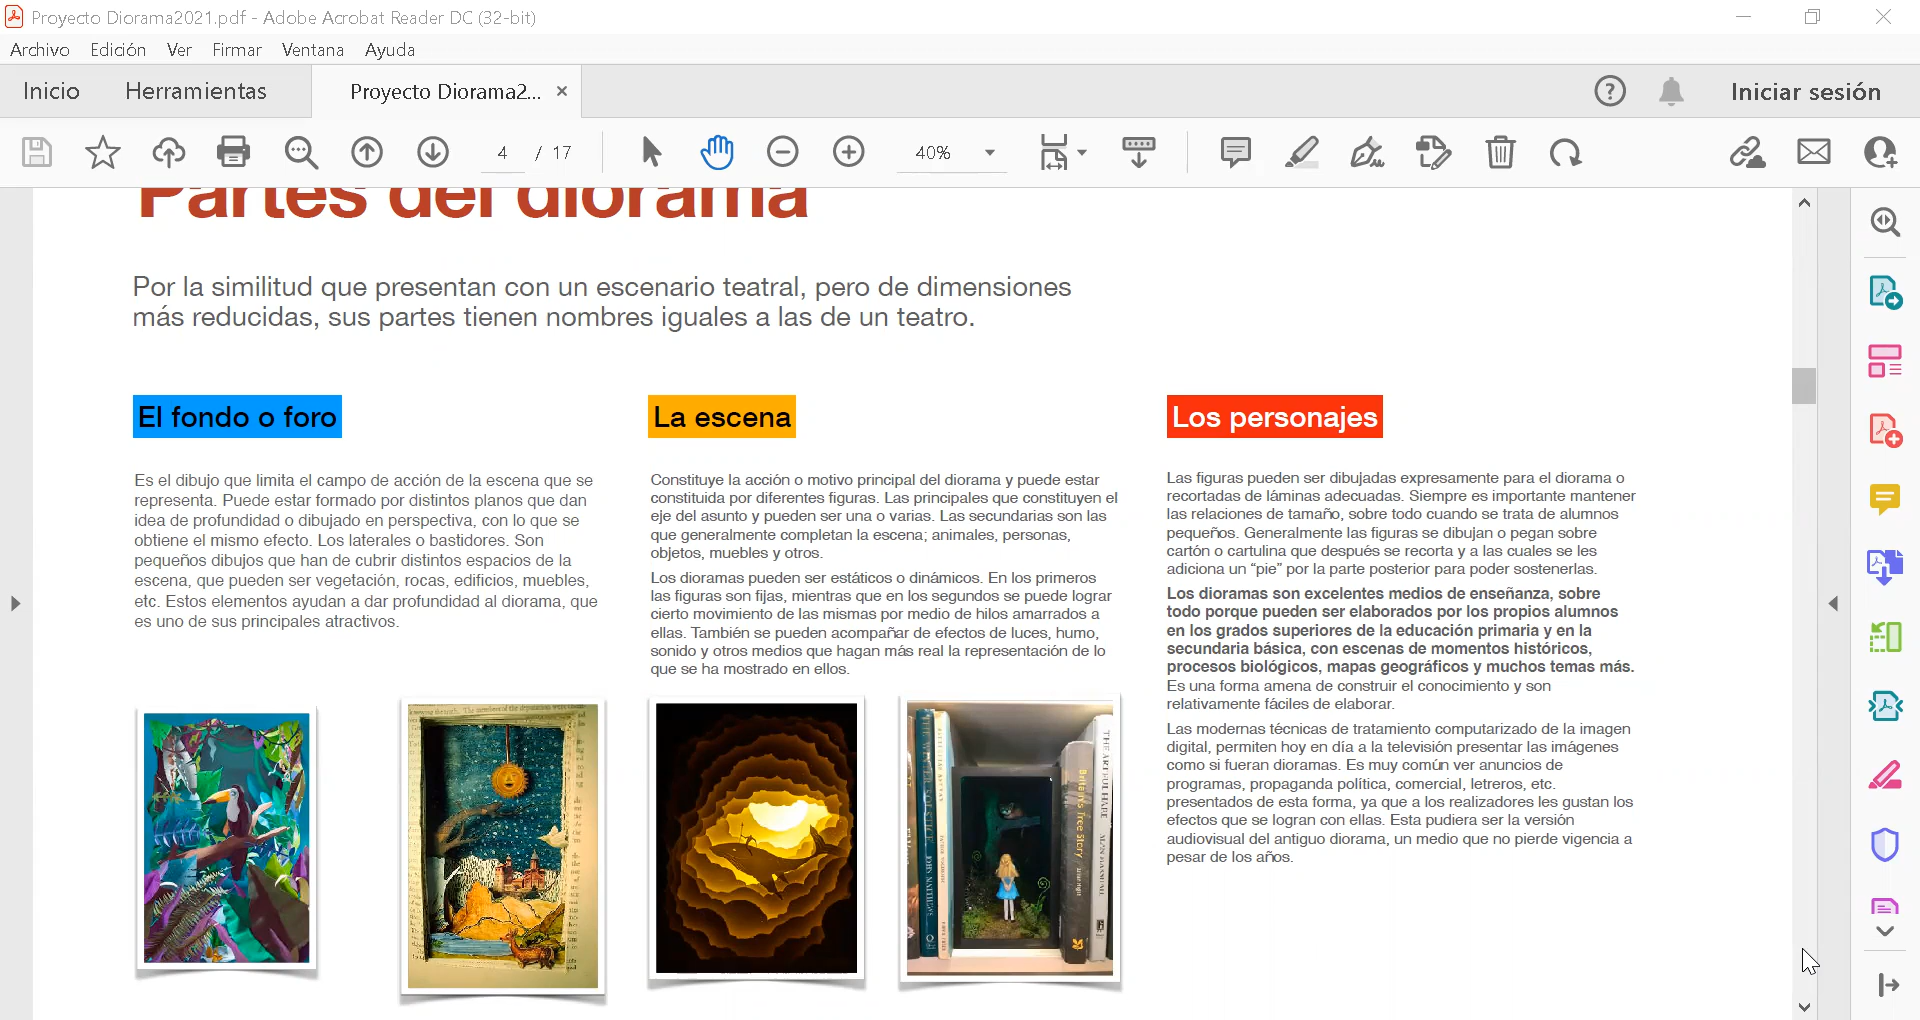 Proyecto Diorama2021.pdf - Adobe Acrobat Reader DC (32-bit)
Archivo Edición Ver Firmar Ventana Ayuda
Inicio Herramientas Proyecto Diorama2... × Iniciar sesión
4 / 17 40%
Partes del diorama
Por la similitud que presentan con un escenario teatral, pero de dimensiones
más reducidas, sus partes tienen nombres iguales a las de un teatro.
El fondo o foro
Es el dibujo que limita el campo de acción de la escena que se
representa. Puede estar formado por distintos planos que dan
idea de profundidad o dibujado en perspectiva, con lo que se
obtiene el mismo efecto. Los laterales o bastidores. Son
pequeños dibujos que han de cubrir distintos espacios de la
escena, que pueden ser vegetación, rocas, edificios, muebles,
etc. Estos elementos ayudan a dar profundidad al diorama, que
es uno de sus principales atractivos.
La escena
Constituye la acción o motivo principal del diorama y puede estar
constituida por diferentes figuras. Las principales que constituyen el
eje del asunto y pueden ser una o varias. Las secundarias son las
que generalmente completan la escena; animales, personas,
objetos, muebles y otros.
Los dioramas pueden ser estáticos o dinámicos. En los primeros
las figuras son fijas, mientras que en los segundos se puede lograr
cierto movimiento de las mismas por medio de hilos amarrados a
ellas. También se pueden acompañar de efectos de luces, humo,
sonido y otros medios que hagan más real la representación de lo
que se ha mostrado en ellos.
Los personajes
Las figuras pueden ser dibujadas expresamente para el diorama o
recortadas de láminas adecuadas. Siempre es importante mantener
las relaciones de tamaño, sobre todo cuando se trata de alumnos
pequeños. Generalmente las figuras se dibujan o pegan sobre
cartón o cartulina que después se recorta y a las cuales se les
adiciona un “pie” por la parte posterior para poder sostenerlas.
Los dioramas son excelentes medios de enseñanza, sobre
todo porque pueden ser elaborados por los propios alumnos
en los grados superiores de la educación primaria y en la
secundaria básica, con escenas de momentos históricos,
procesos biológicos, mapas geográficos y muchos temas más.
Es una forma amena de construir el conocimiento y son
relativamente fáciles de elaborar.
Las modernas técnicas de tratamiento computarizado de la imagen
digital, permiten hoy en día a la televisión presentar las imágenes
como si fueran dioramas. Es muy común ver anuncios de
programas, propaganda política, comercial, letreros, etc.
presentados de esta forma, ya que a los realizadores les gustan los
efectos que se logran con ellas. Esta pudiera ser la versión
audiovisual del antiguo diorama, un medio que no pierde vigencia a
pesar de los años.